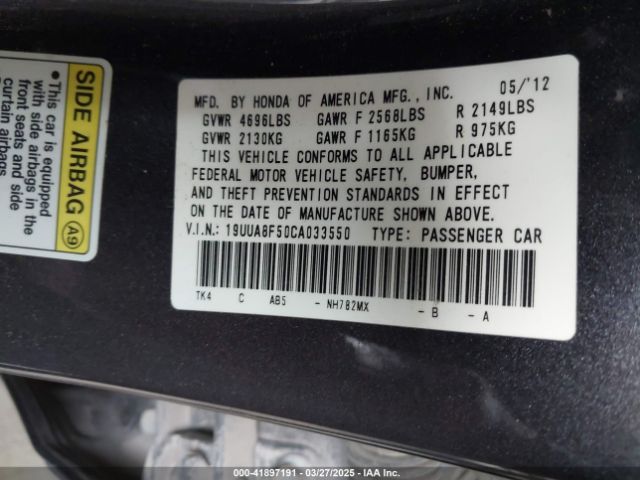 SIDE AIRBAG A9
●This car is equipped
with side airbags in the
front seats and side
curtain airbags
MFD. BY HONDA OF AMERICA MFG., INC. 05/'12
GVWR 4696LBS GAWR F 2568LBS R 2149LBS
GVWR 2130KG GAWR F 1165KG R 975KG
THIS VEHICLE CONFORMS TO ALL APPLICABLE
FEDERAL MOTOR VEHICLE SAFETY, BUMPER,
AND THEFT PREVENTION STANDARDS IN EFFECT
ON THE DATE OF MANUFACTURE SHOWN ABOVE.
V.I.N.: 19UUA8F50CA033550 TYPE: PASSENGER CAR
TK4 C AB5 - NH782MX - B - A
000-41897191 — 03/27/2025 — IAA Inc.